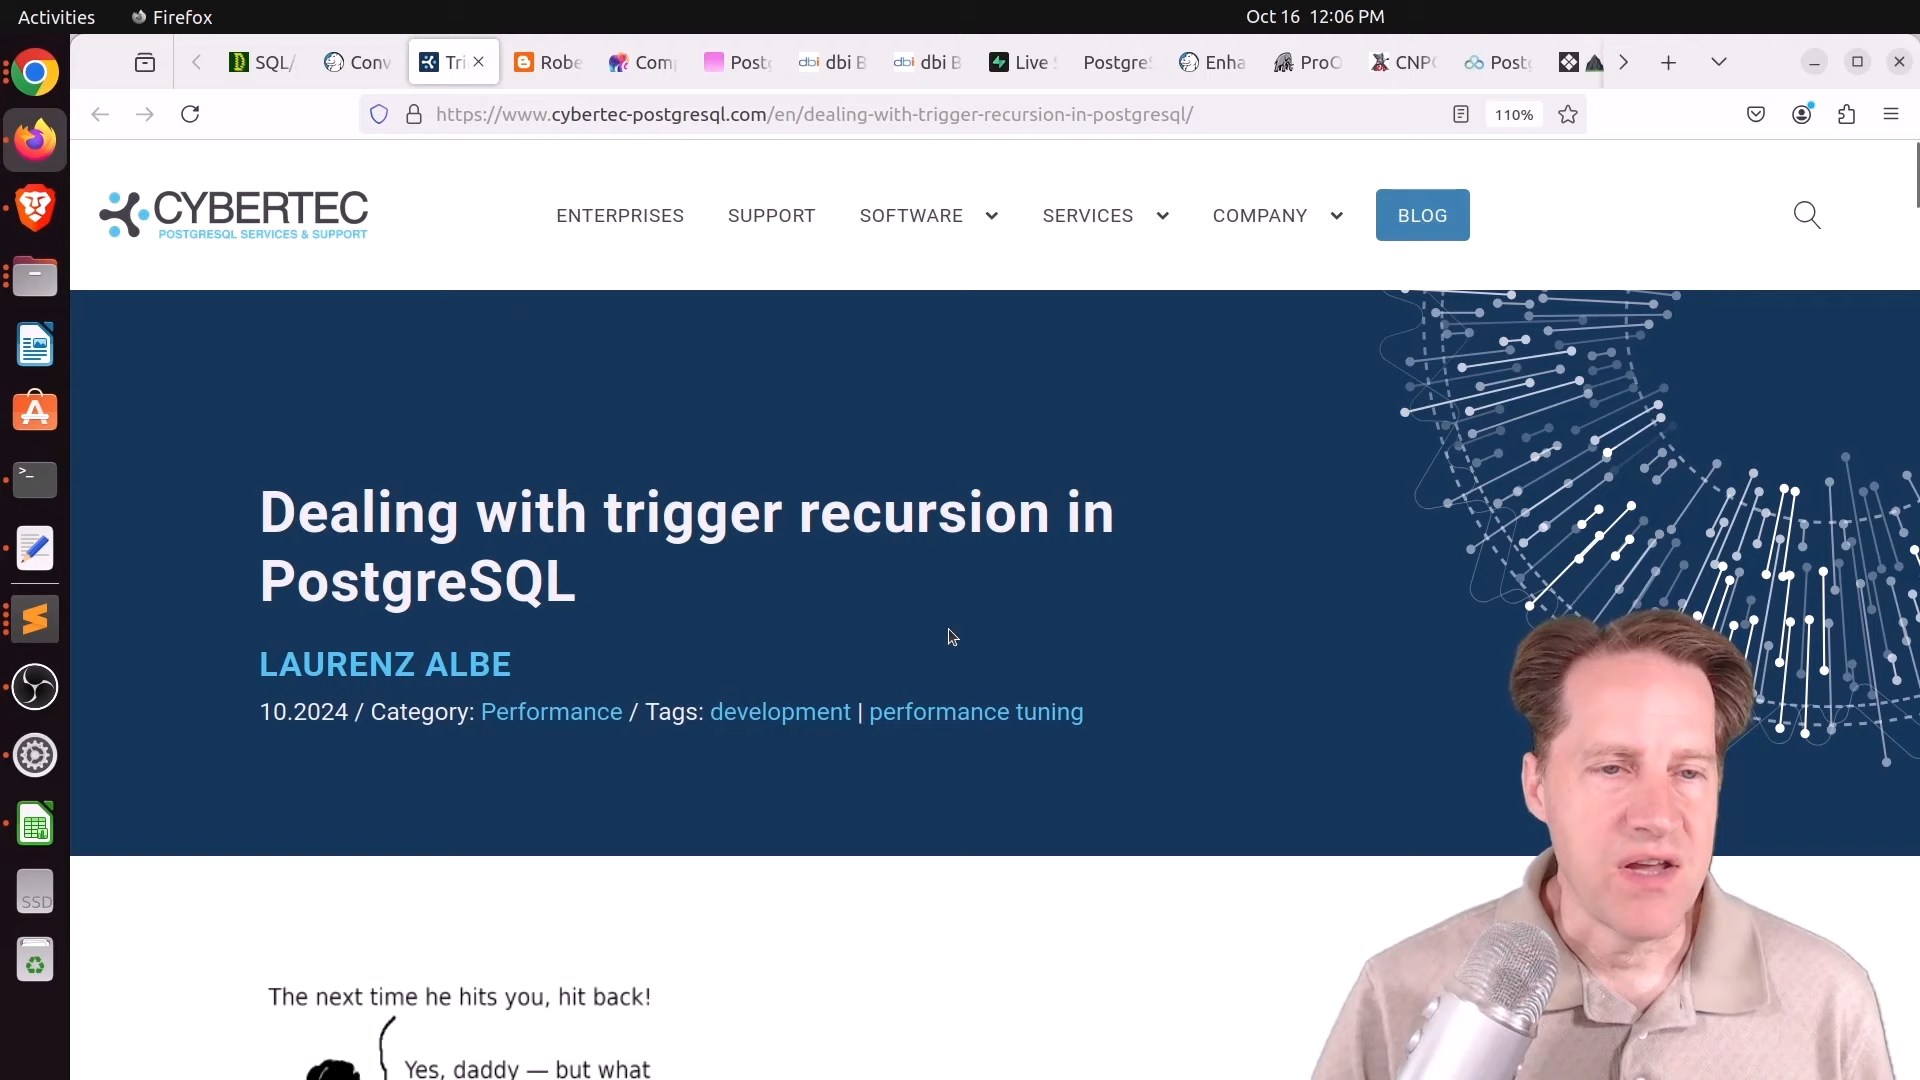 Activities
Firefox
Oct 16 12:06 PM
SQL/
Conv
Tri
Robe
Com
Postg
dbi B
dbi B
Live
Postgre
Enha
ProO
CNP
Post
https://www.cybertec-postgresql.com/en/dealing-with-trigger-recursion-in-postgresql/
110%
CYBERTEC
POSTGRESQL SERVICES & SUPPORT
ENTERPRISES
SUPPORT
SOFTWARE
SERVICES
COMPANY
BLOG
Dealing with trigger recursion in
PostgreSQL
LAURENZ ALBE
10.2024 / Category: Performance / Tags: development | performance tuning
The next time he hits you, hit back!
Yes, daddy — but what
SSD